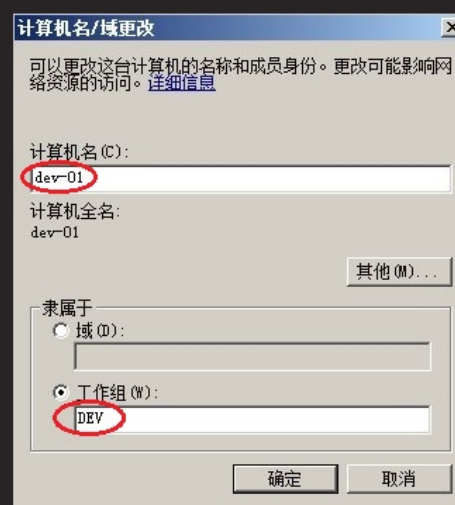 计算机名/域更改
可以更改这台计算机的名称和成员身份。更改可能影响网
络资源的访问。详细信息
计算机名(C):
dev-01
计算机全名:
dev-01
其他(M)...
隶属于
域(D):
工作组(W):
DEV
确定
取消